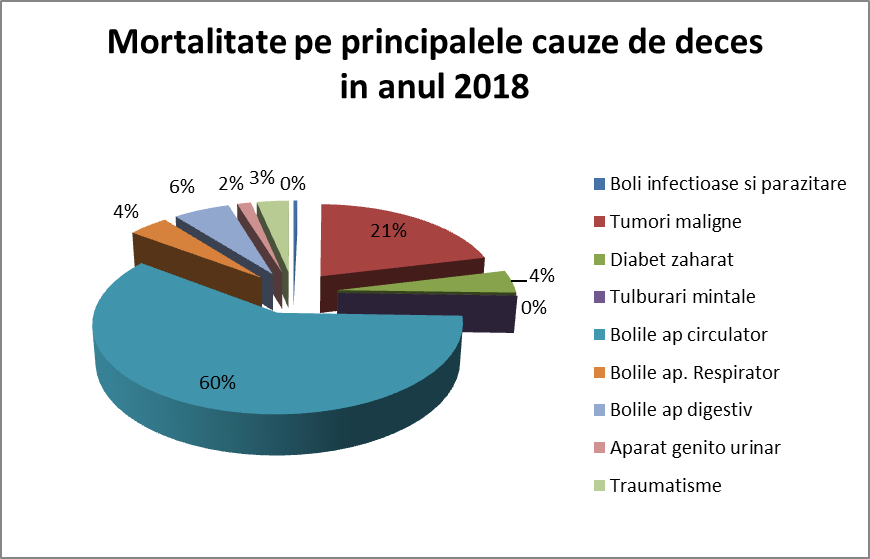 Mortalitate pe principalele cauze de deces
in anul 2018
0%
21%
4%
0%
60%
4%
6%
2%
3%
Boli infectioase si parazitare
Tumori maligne
Diabet zaharat
Tulburari mintale
Bolile ap circulator
Bolile ap. Respirator
Bolile ap digestiv
Aparat genito urinar
Traumatisme